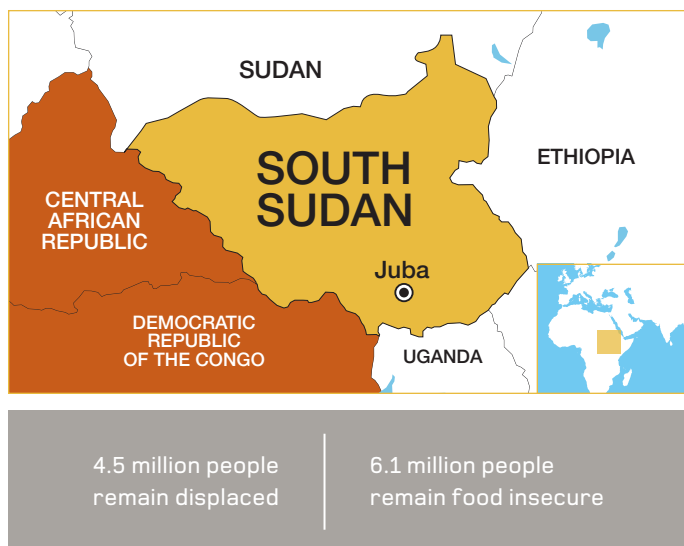 SUDAN
SOUTH
SUDAN
ETHIOPIA
CENTRAL
AFRICAN
REPUBLIC
Juba
DEMOCRATIC
REPUBLIC
OF THE CONGO
UGANDA
4.5 million people
remain displaced
6.1 million people
remain food insecure